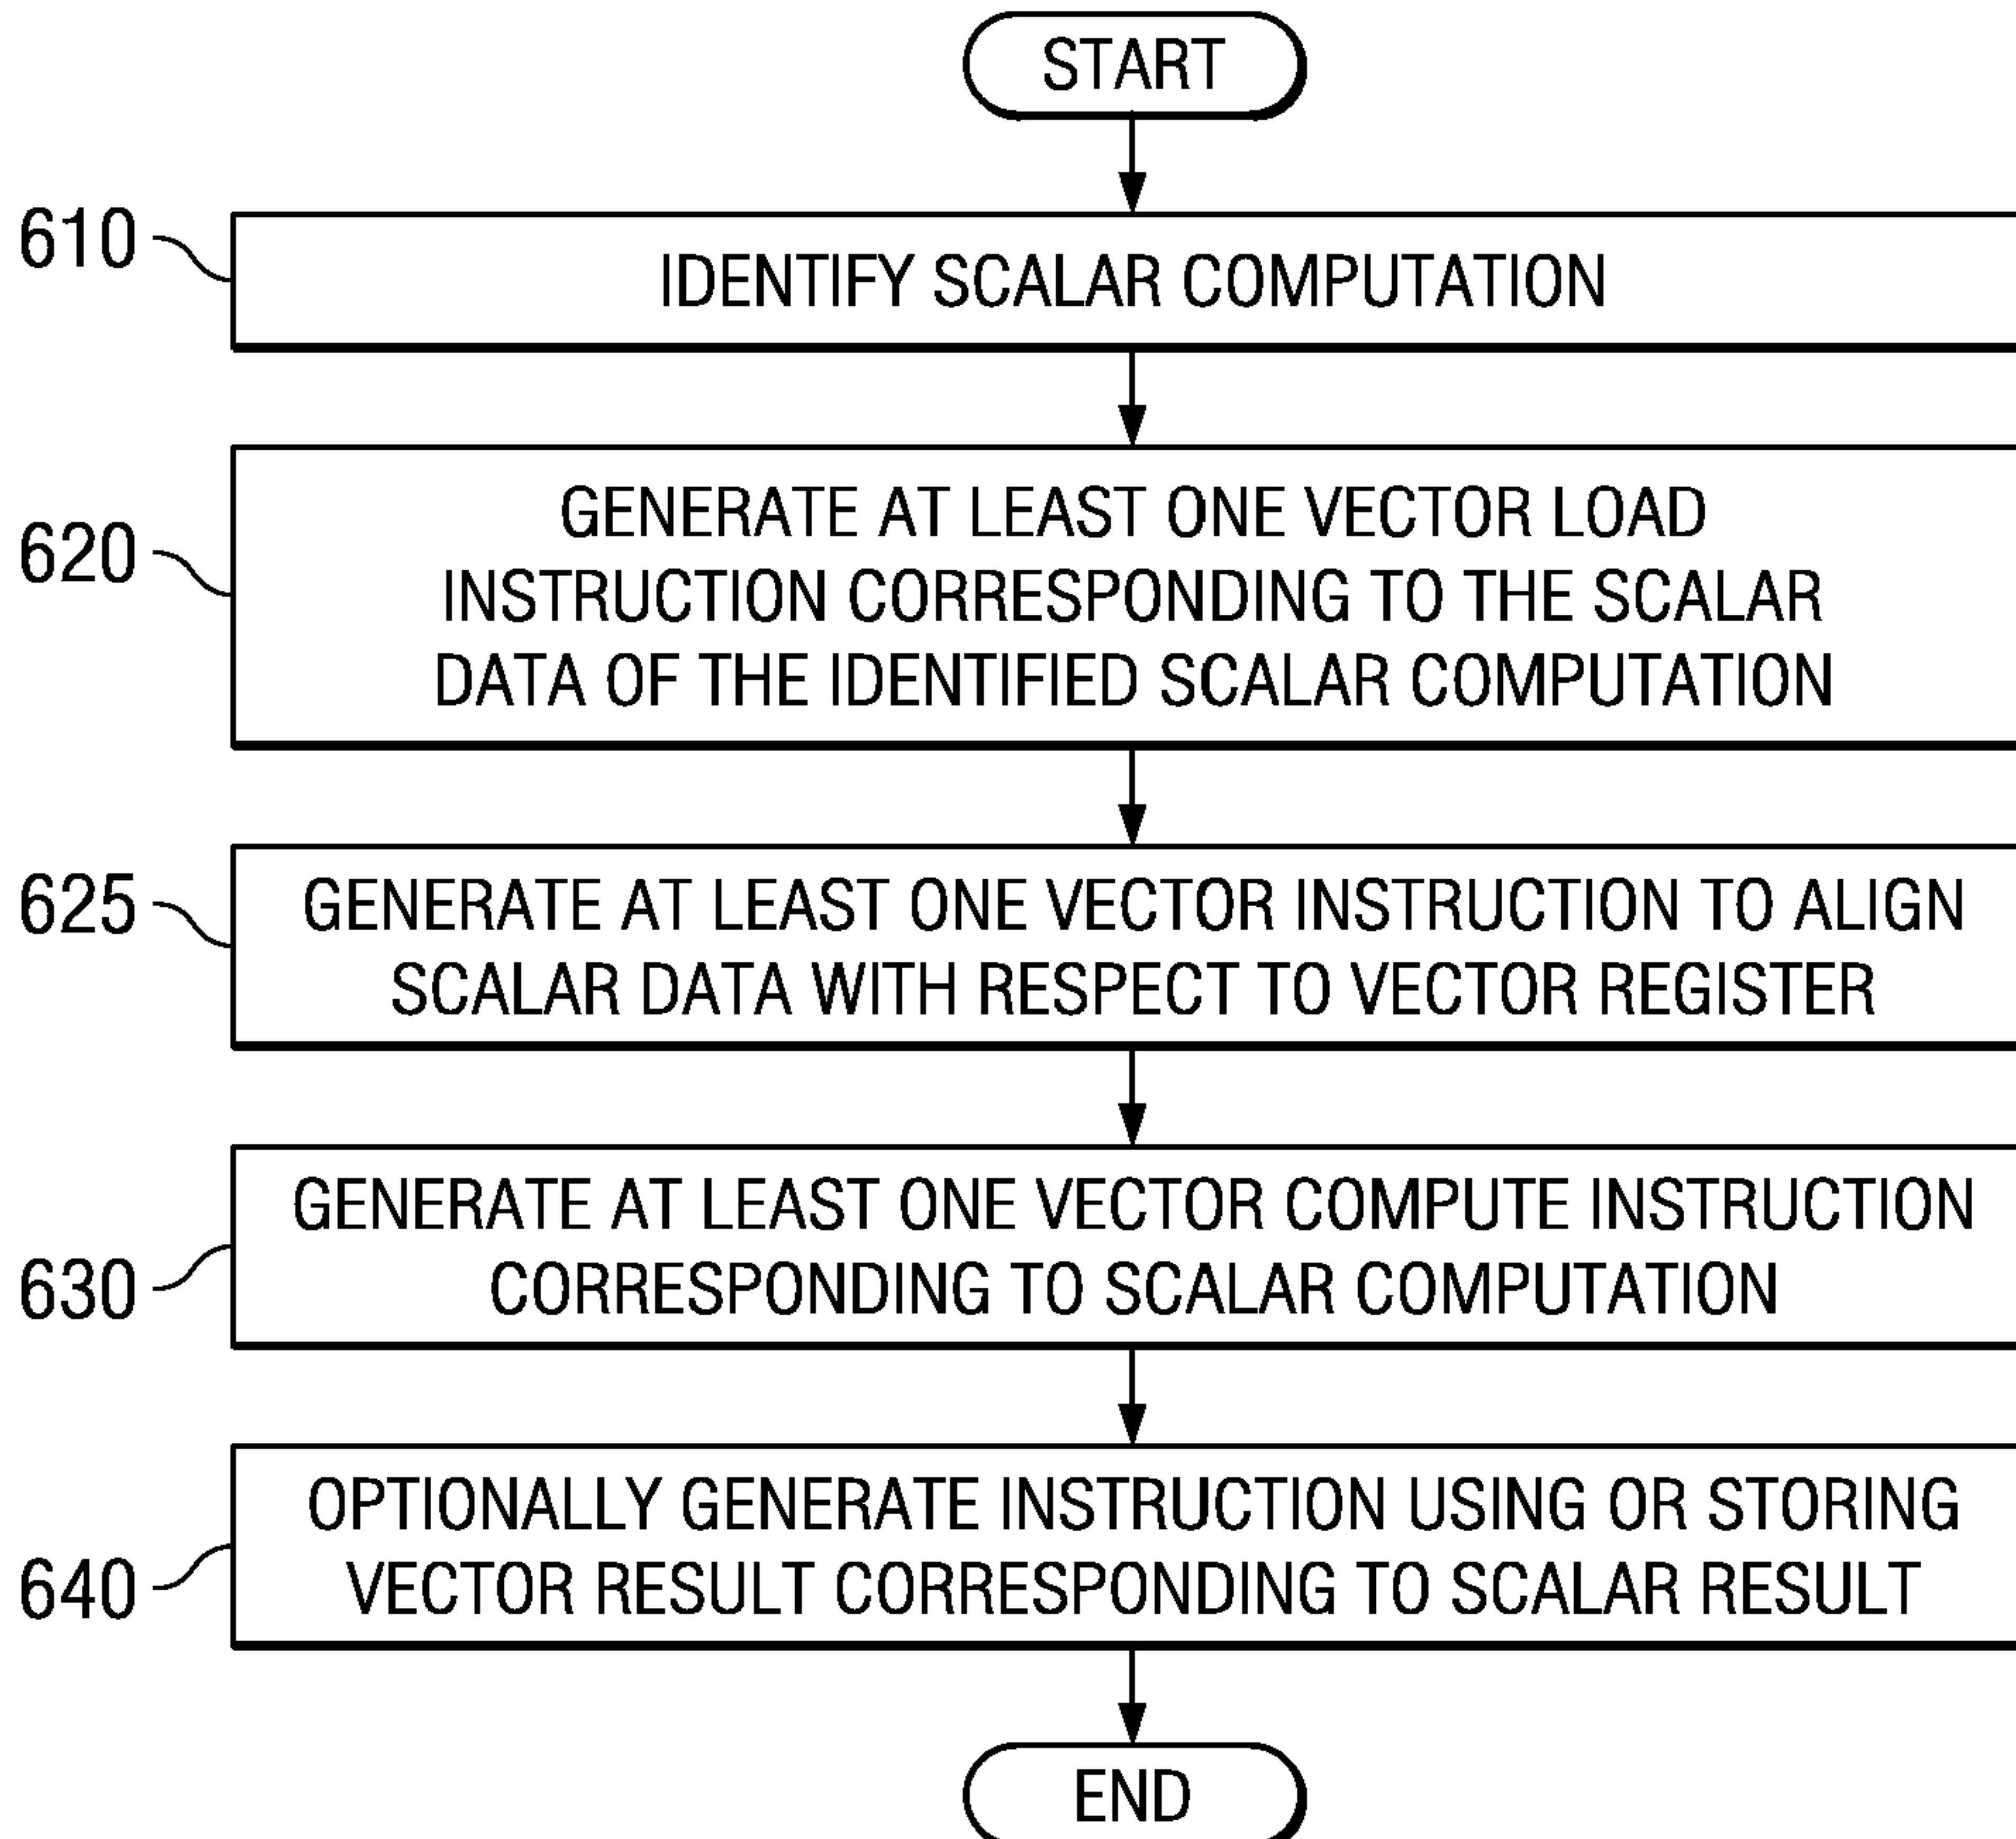 START
610
IDENTIFY SCALAR COMPUTATION
620
GENERATE AT LEAST ONE VECTOR LOAD
INSTRUCTION CORRESPONDING TO THE SCALAR
DATA OF THE IDENTIFIED SCALAR COMPUTATION
625
GENERATE AT LEAST ONE VECTOR INSTRUCTION TO ALIGN
SCALAR DATA WITH RESPECT TO VECTOR REGISTER
630
GENERATE AT LEAST ONE VECTOR COMPUTE INSTRUCTION
CORRESPONDING TO SCALAR COMPUTATION
640
OPTIONALLY GENERATE INSTRUCTION USING OR STORING
VECTOR RESULT CORRESPONDING TO SCALAR RESULT
END